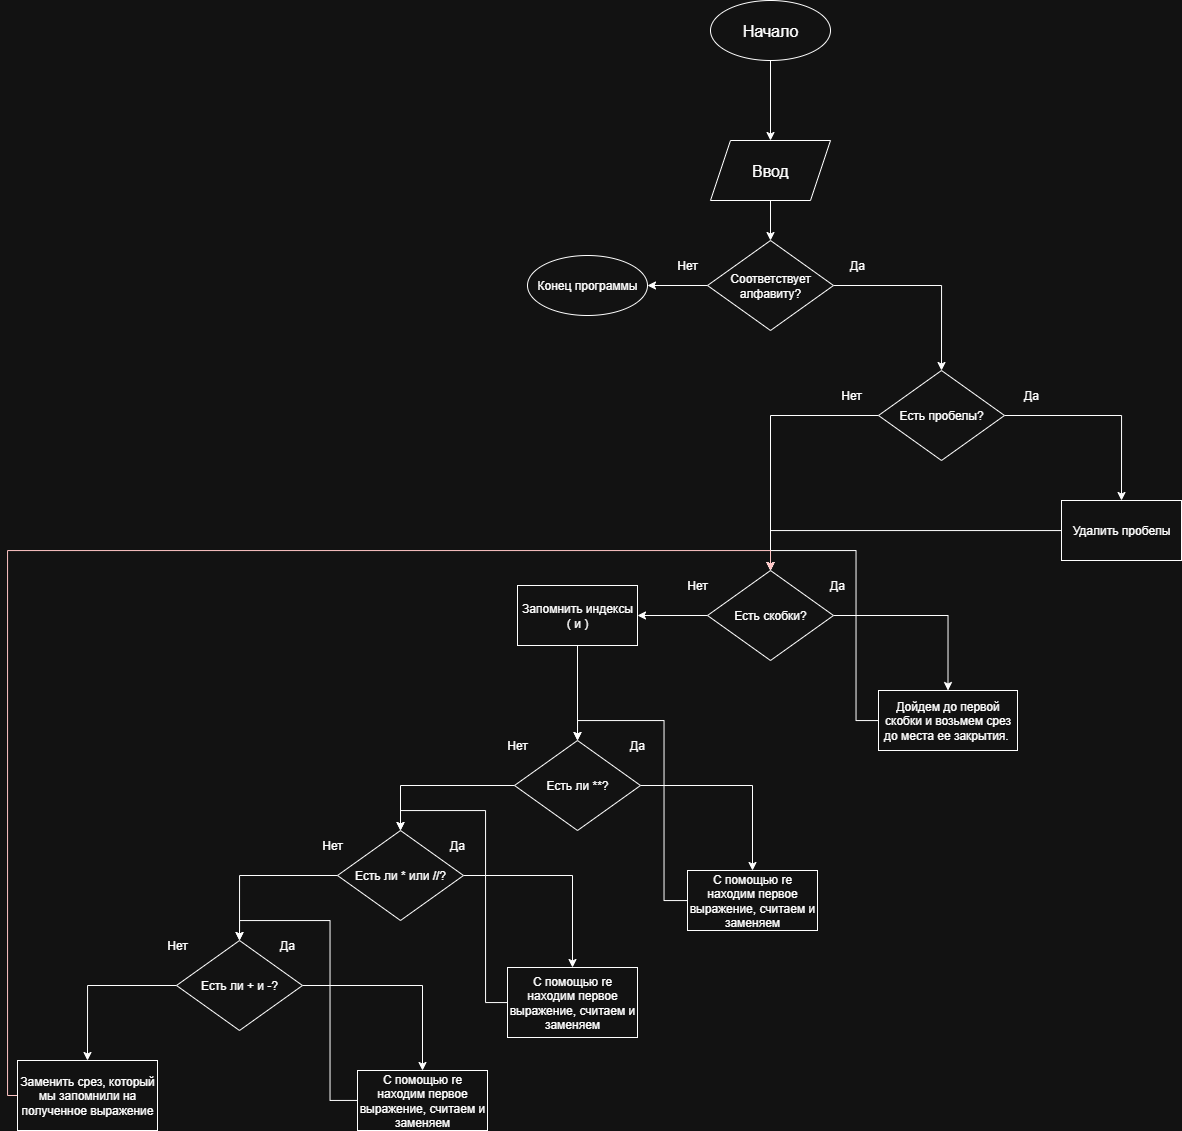 Начало
Ввод
Нет
Да
Соответствует
алфавиту?
Конец программы
Нет
Да
Есть пробелы?
Удалить пробелы
Нет
Да
Запомнить индексы
( и )
Есть скобки?
Дойдем до первой
скобки и возьмем срез
до места ее закрытия.
Нет
Да
Есть ли **?
Нет
Да
Есть ли * или //?
С помощью re
находим первое
выражение, считаем и
заменяем
Нет
Да
Есть ли + и -?
С помощью re
находим первое
выражение, считаем и
заменяем
Заменить срез, который
мы запомнили на
полученное выражение
С помощью re
находим первое
выражение, считаем и
заменяем